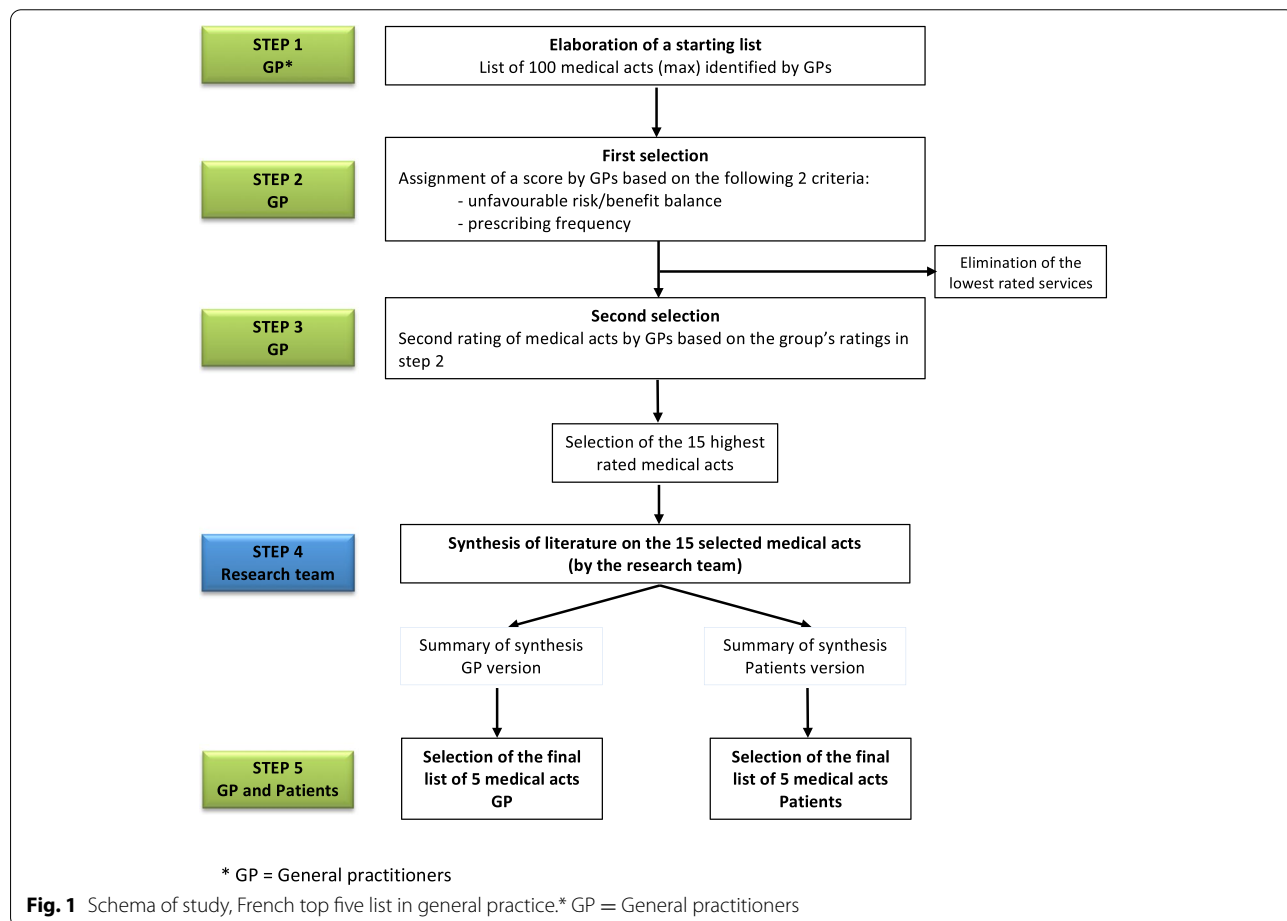 STEP 1
GP*
Elaboration of a starting list
List of 100 medical acts (max) identified by GPs
STEP 2
GP
First selection
Assignment of a score by GPs based on the following 2 criteria:
- unfavourable risk/benefit balance
- prescribing frequency
Elimination of the
lowest rated services
STEP 3
GP
Second selection
Second rating of medical acts by GPs based on the group's ratings in
step 2
Selection of the 15 highest
rated medical acts
STEP 4
Research team
Synthesis of literature on the 15 selected medical acts
(by the research team)
Summary of synthesis
GP version
Summary of synthesis
Patients version
STEP 5
GP and Patients
Selection of the final
list of 5 medical acts
GP
Selection of the final
list of 5 medical acts
Patients
* GP = General practitioners
Fig. 1 Schema of study, French top five list in general practice.* GP = General practitioners